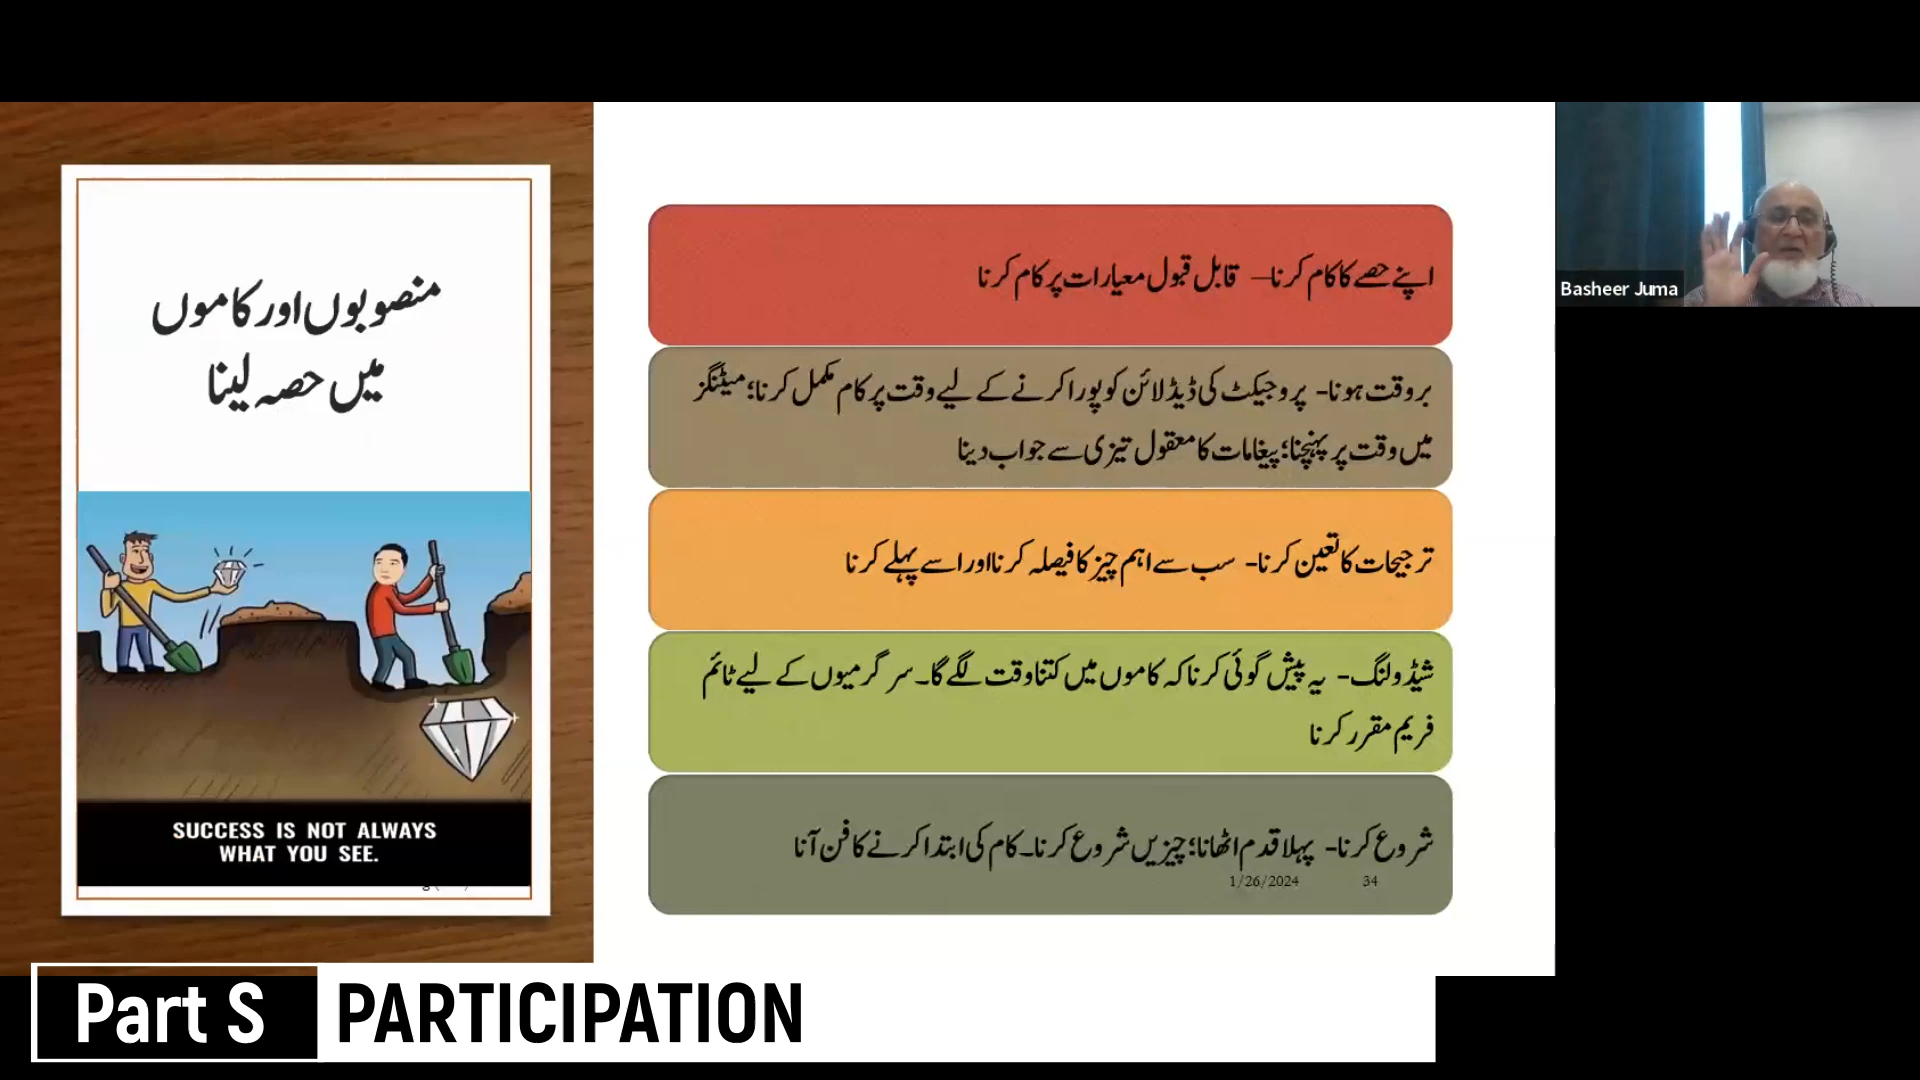 منصوبوں اور کاموں
میں حصہ لینا
SUCCESS IS NOT ALWAYS
WHAT YOU SEE.
اپنے حصے کا کام کرنا – قابل قبول معیارات پر کام کرنا
بروقت ہونا - پروجیکٹ کی ڈیڈ لائن کو پورا کرنے کے لیے وقت پر کام مکمل کرنا؛ میٹنگز
میں وقت پر پہنچنا؛ پیغامات کا معقول تیزی سے جواب دینا
ترجیحات کا تعین کرنا - سب سے اہم چیز کا فیصلہ کرنا اور اسے پہلے کرنا
شیڈولنگ - یہ پیش گوئی کرنا کہ کاموں میں کتنا وقت لگے گا۔ سرگرمیوں کے لیے ٹائم
فریم مقرر کرنا
شروع کرنا - پہلا قدم اٹھانا؛ چیزیں شروع کرنا۔ کام کی ابتدا کرنے کا فن آنا
1/26/2024 34
Basheer Juma
Part S PARTICIPATION